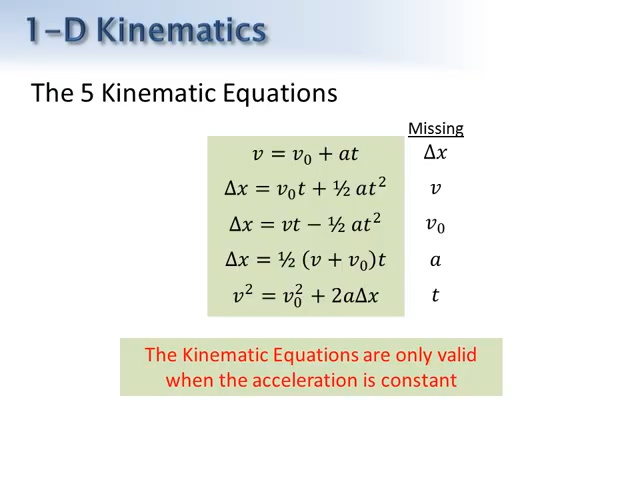 1-D Kinematics
The 5 Kinematic Equations
Missing
v = v₀ + at Δx
Δx = v₀t + ½ at² v
Δx = vt − ½ at² v₀
Δx = ½ (v + v₀)t a
v² = v₀² + 2aΔx t
The Kinematic Equations are only valid
when the acceleration is constant